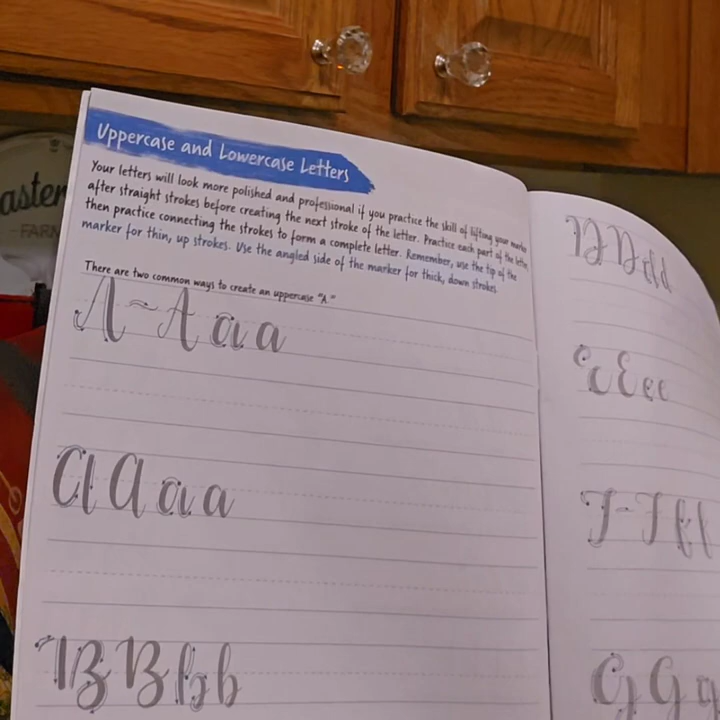 Uppercase and Lowercase Letters
Your letters will look more polished and professional if you practice the skill of lifting your marker
after straight strokes before creating the next stroke of the letter. Practice each part of the letter,
then practice connecting the strokes to form a complete letter. Remember, use the tip of the
marker for thin, up strokes. Use the angled side of the marker for thick, down strokes.
There are two common ways to create an uppercase "A."
A A a a
A A a a
B B b b
D D d d
E E e e
F F f f
G G g
aster
FARM